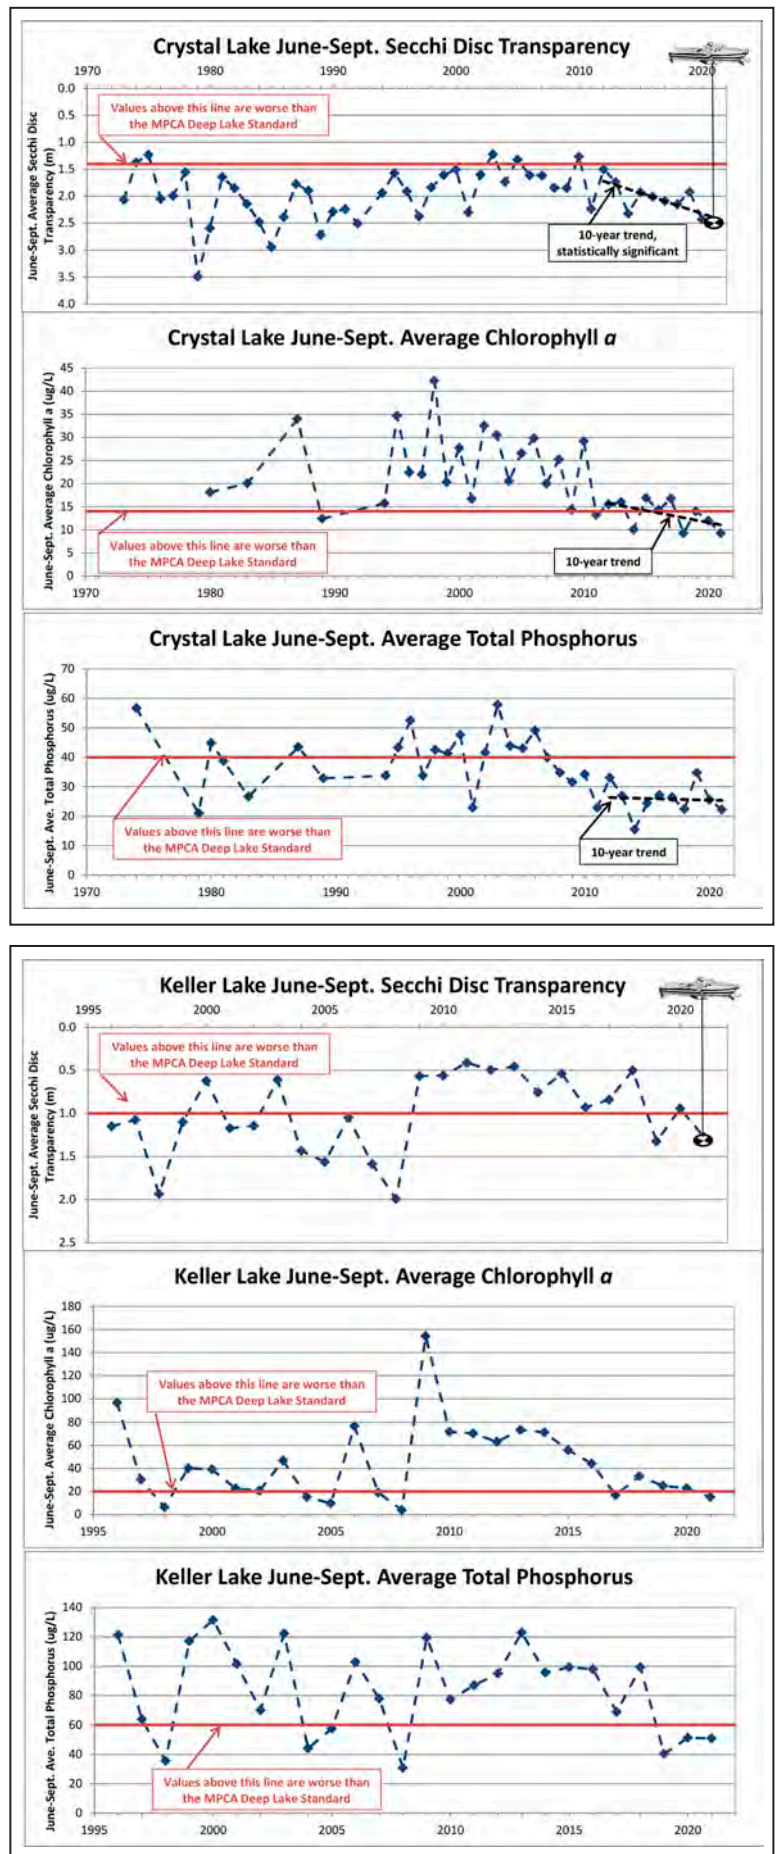 Crystal Lake June-Sept. Secchi Disc Transparency
1970 1980 1990 2000 2010 2020
June-Sept. Average Secchi Disc
Transparency (m)
0.0
0.5
1.0
1.5
2.0
2.5
3.0
3.5
4.0
Values above this line are worse than
the MPCA Deep Lake Standard
10-year trend,
statistically significant
Crystal Lake June-Sept. Average Chlorophyll a
June-Sept. Average Chlorophyll a (ug/L)
45
40
35
30
25
20
15
10
5
0
Values above this line are worse than
the MPCA Deep Lake Standard
10-year trend
1970 1980 1990 2000 2010 2020
Crystal Lake June-Sept. Average Total Phosphorus
June-Sept. Ave. Total Phosphorus (ug/L)
70
60
50
40
30
20
10
0
Values above this line are worse than
the MPCA Deep Lake Standard
10-year trend
1970 1980 1990 2000 2010 2020
Keller Lake June-Sept. Secchi Disc Transparency
1995 2000 2005 2010 2015 2020
June-Sept. Average Secchi Disc
Transparency (m)
0.0
0.5
1.0
1.5
2.0
2.5
Values above this line are worse than
the MPCA Deep Lake Standard
Keller Lake June-Sept. Average Chlorophyll a
June-Sept. Average Chlorophyll a (ug/L)
180
160
140
120
100
80
60
40
20
0
Values above this line are worse than
the MPCA Deep Lake Standard
1995 2000 2005 2010 2015 2020
Keller Lake June-Sept. Average Total Phosphorus
June-Sept. Ave. Total Phosphorus (ug/L)
140
120
100
80
60
40
20
0
Values above this line are worse than
the MPCA Deep Lake Standard
1995 2000 2005 2010 2015 2020